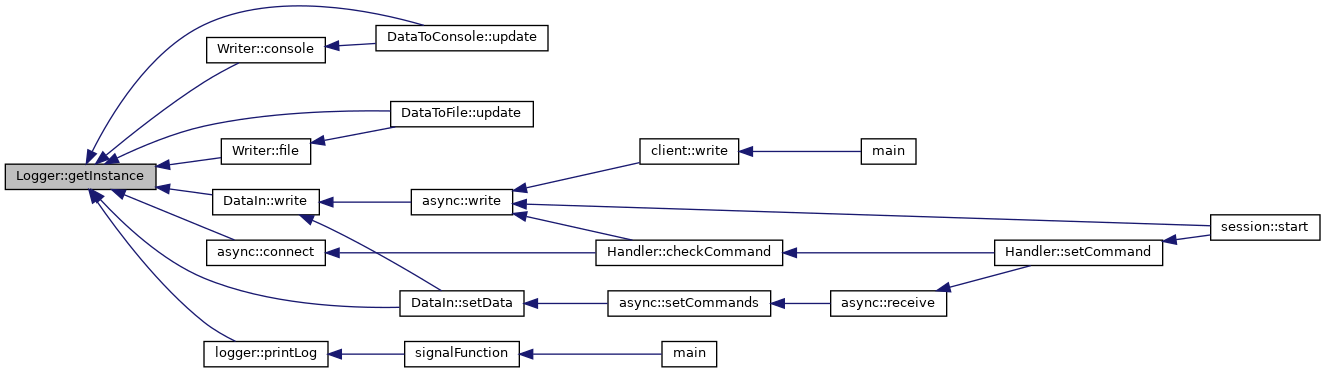 DataToConsole::update
Writer::console
DataToFile::update
Writer::file
client::write
main
Logger::getInstance
DataIn::write
async::write
session::start
async::connect
Handler::checkCommand
Handler::setCommand
DataIn::setData
async::setCommands
async::receive
logger::printLog
signalFunction
main